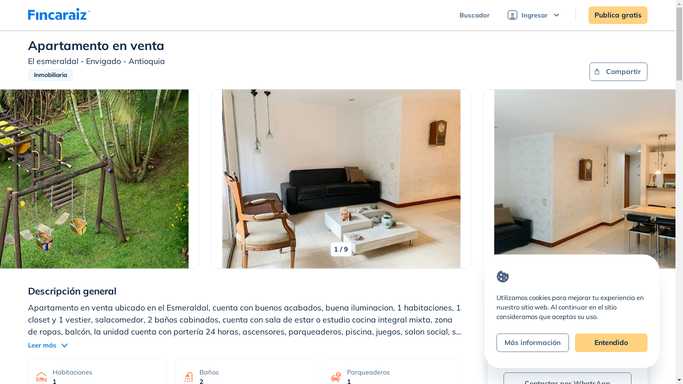 Fincaraiz
Buscador
Ingresar
Publica gratis
Apartamento en venta
El esmeraldal - Envigado - Antioquia
Inmobiliaria
Compartir
1 / 9
Descripción general
Apartamento en venta ubicado en el Esmeraldal, cuenta con buenos acabados, buena iluminacion, 1 habitaciones, 1
closet y 1 vestier, salacomedor, 2 baños cabinados, cuenta con sala de estar o estudio cocina integral mixta, zona
de ropas, balcón, la unidad cuenta con portería 24 horas, ascensores, parqueaderos, piscina, juegos, salon social, s...
Leer más
Habitaciones
1
Baños
2
Parqueaderos
1
Utilizamos cookies para mejorar tu experiencia en
nuestro sitio web. Al continuar en el sitio
consideramos que aceptas su uso.
Más información
Entendido
Contactar por WhatsApp